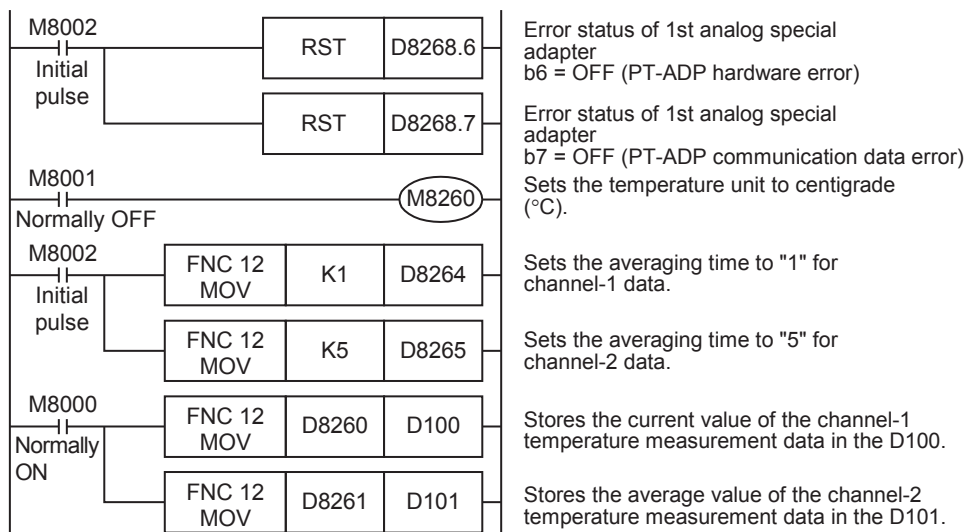 M8002
Initial
pulse
RST D8268.6
Error status of 1st analog special
adapter
b6 = OFF (PT-ADP hardware error)
RST D8268.7
Error status of 1st analog special
adapter
b7 = OFF (PT-ADP communication data error)
M8001
Normally OFF
M8260
Sets the temperature unit to centigrade
(°C).
M8002
Initial
pulse
FNC 12
MOV
K1 D8264
Sets the averaging time to "1" for
channel-1 data.
FNC 12
MOV
K5 D8265
Sets the averaging time to "5" for
channel-2 data.
M8000
Normally
ON
FNC 12
MOV
D8260 D100
Stores the current value of the channel-1
temperature measurement data in the D100.
FNC 12
MOV
D8261 D101
Stores the average value of the channel-2
temperature measurement data in the D101.